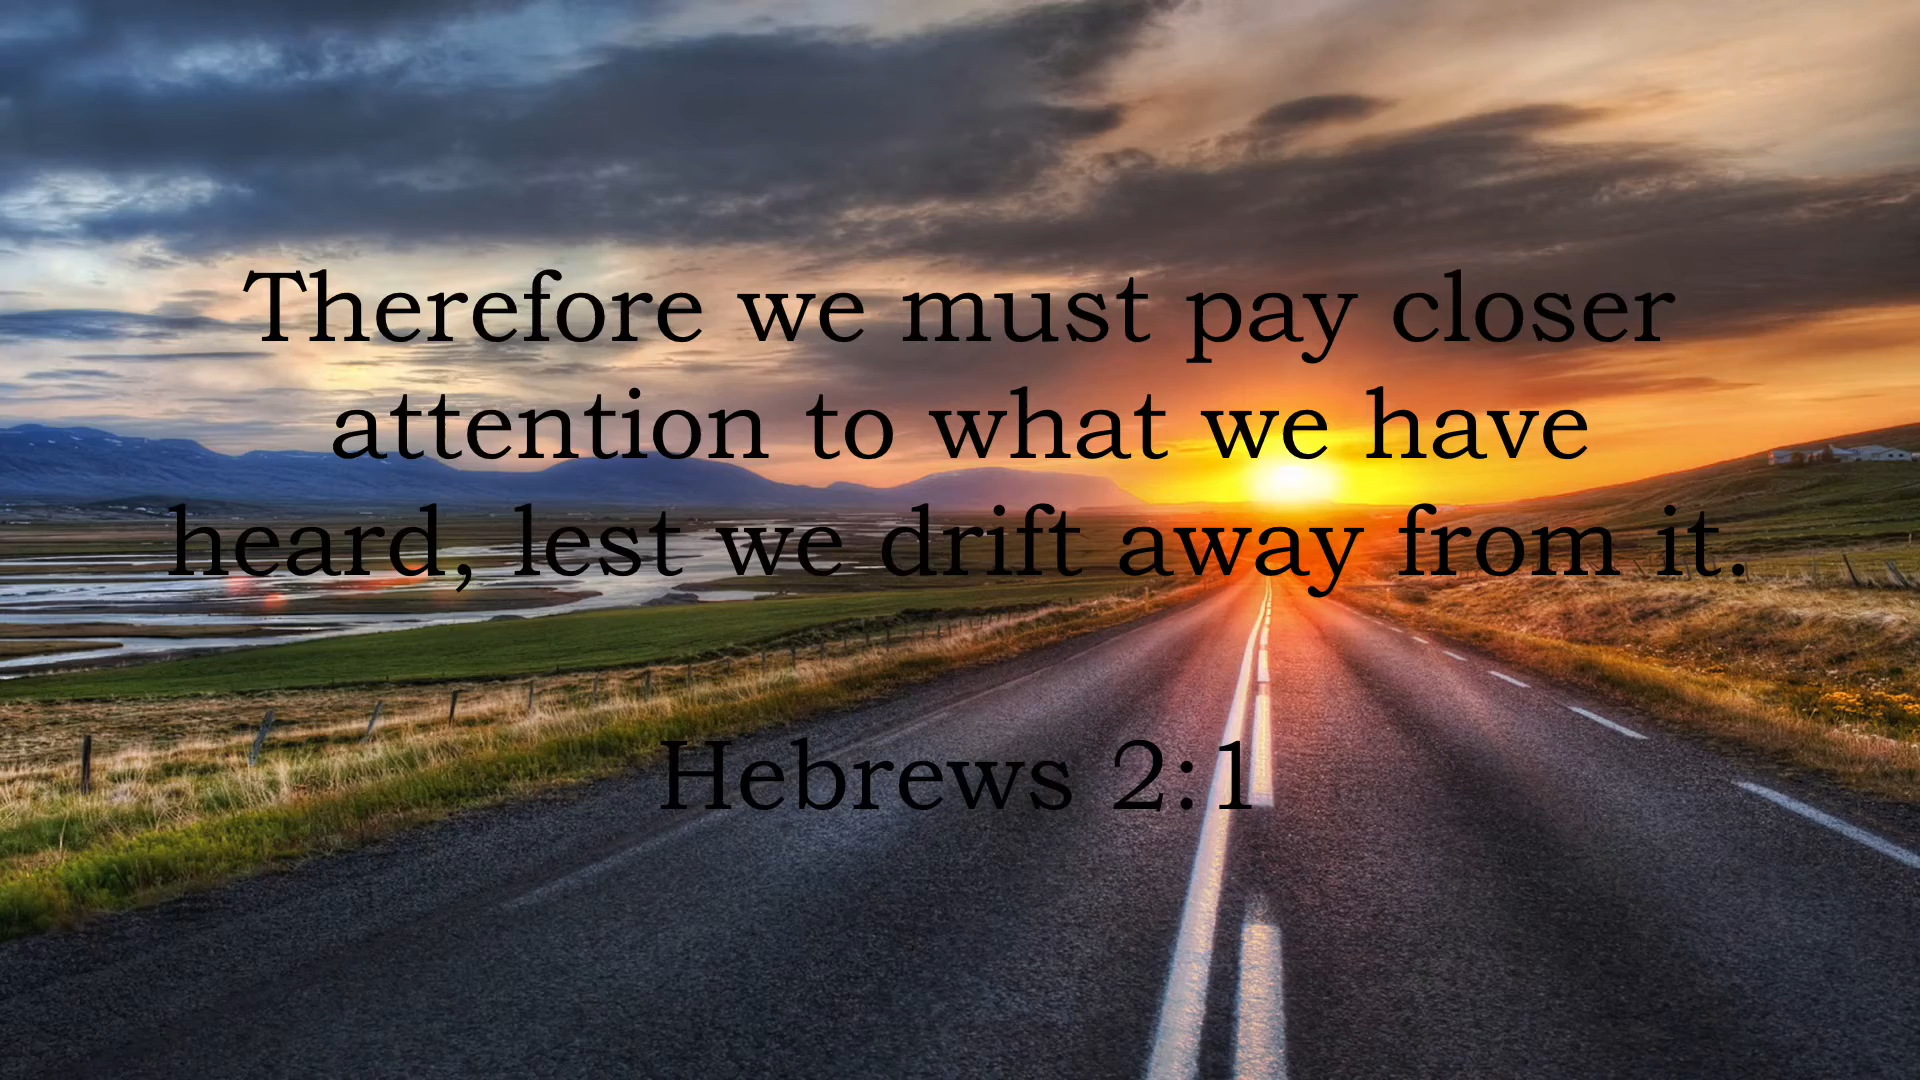 Therefore we must pay closer
attention to what we have
heard, lest we drift away from it.
Hebrews 2:1